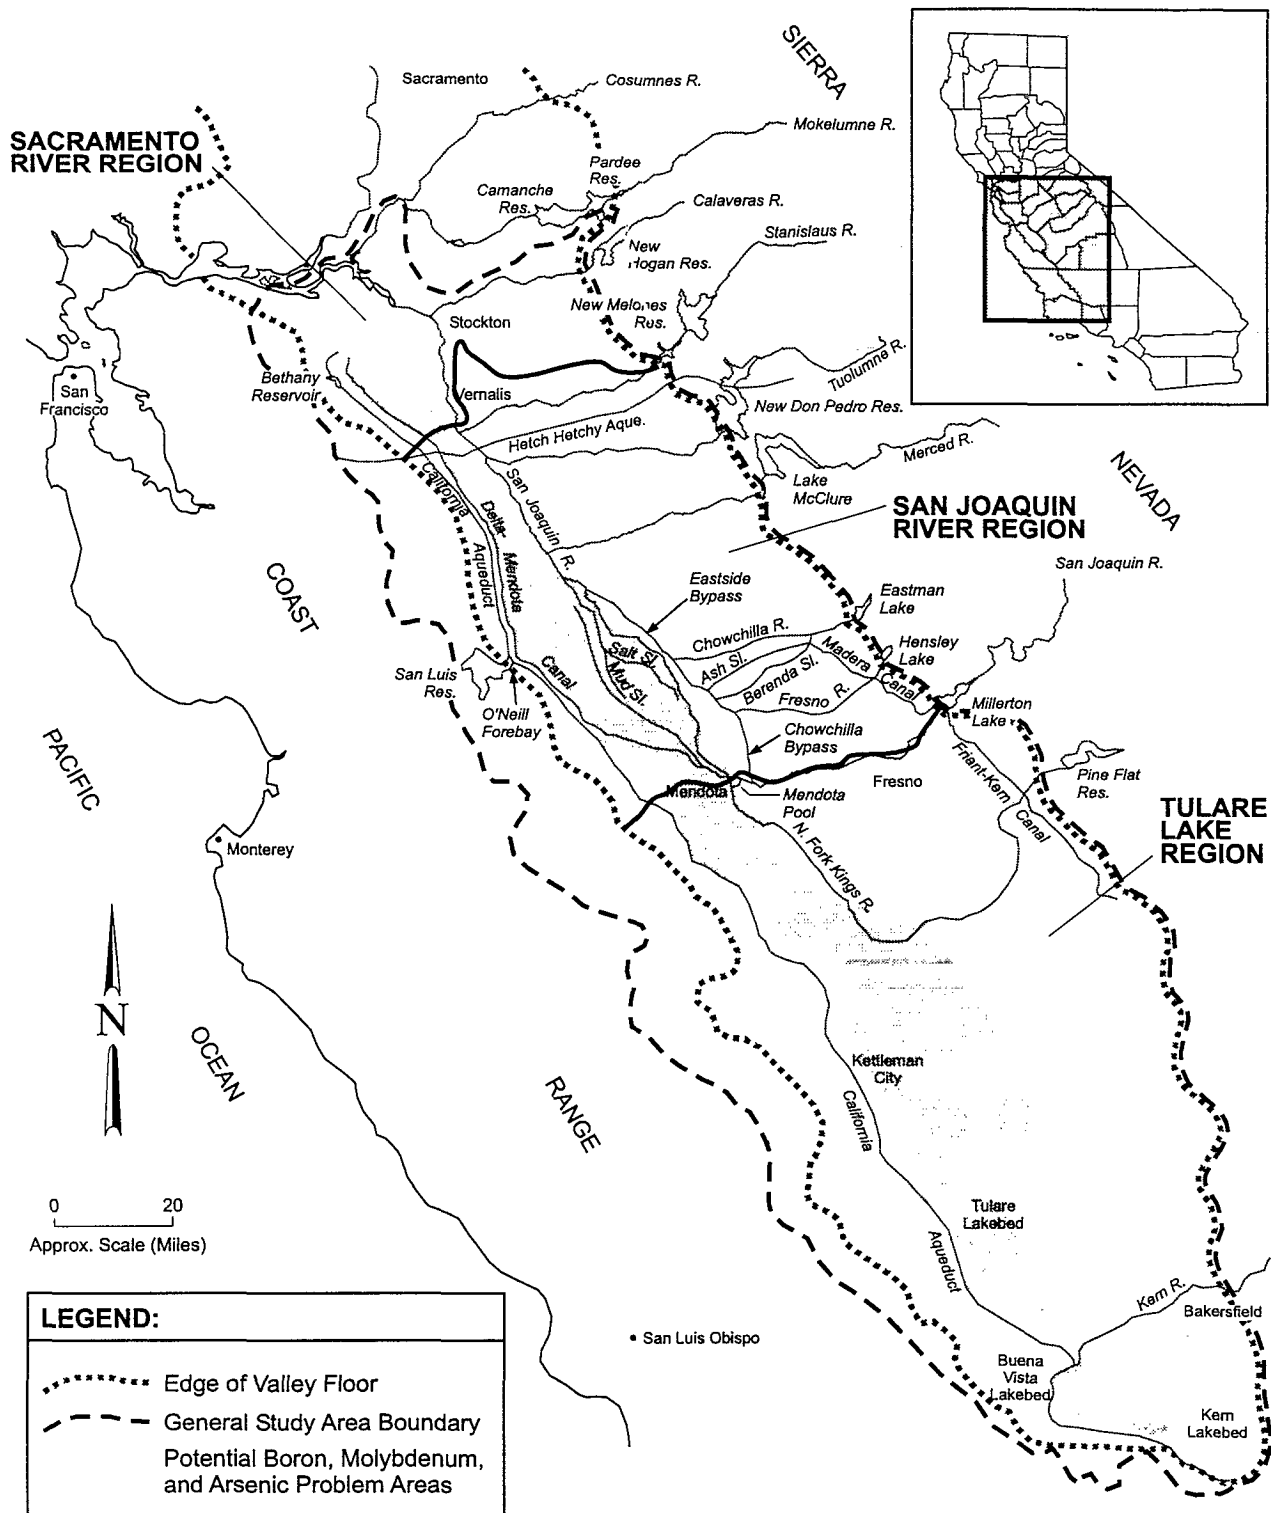 SIERRA
Sacramento
Cosumnes R.
Mokelumne R.
SACRAMENTO
RIVER REGION
Pardee
Res.
Camanche
Res.
Calaveras R.
Stanislaus R.
New
Hogan Res.
New Melones
Res.
Stockton
Tuolumne R.
Bethany
Reservoir
San
Francisco
Vernalis
New Don Pedro Res.
Hetch Hetchy Aque.
Merced R.
NEVADA
Lake
McClure
San Joaquin R.
California
Aqueduct
Delta-
Mendota
Canal
SAN JOAQUIN
RIVER REGION
San Joaquin R.
COAST
Eastside
Bypass
Eastman
Lake
Chowchilla R.
Hensley
Lake
Salt Sl.
Ash Sl.
Madera
Canal
Mud Sl.
Berenda Sl.
San Luis
Res.
Fresno R.
O'Neill
Forebay
Millerton
Lake
Chowchilla
Bypass
PACIFIC
Friant-Kern
Canal
Pine Flat
Res.
Mendota
Fresno
Mendota
Pool
TULARE
LAKE
REGION
N. Fork Kings R.
Monterey
N
OCEAN
Kettleman
City
RANGE
California
Aqueduct
0 20
Approx. Scale (Miles)
Tulare
Lakebed
Kern R.
Bakersfield
San Luis Obispo
Buena
Vista
Lakebed
Kern
Lakebed
LEGEND:
Edge of Valley Floor
General Study Area Boundary
Potential Boron, Molybdenum,
and Arsenic Problem Areas